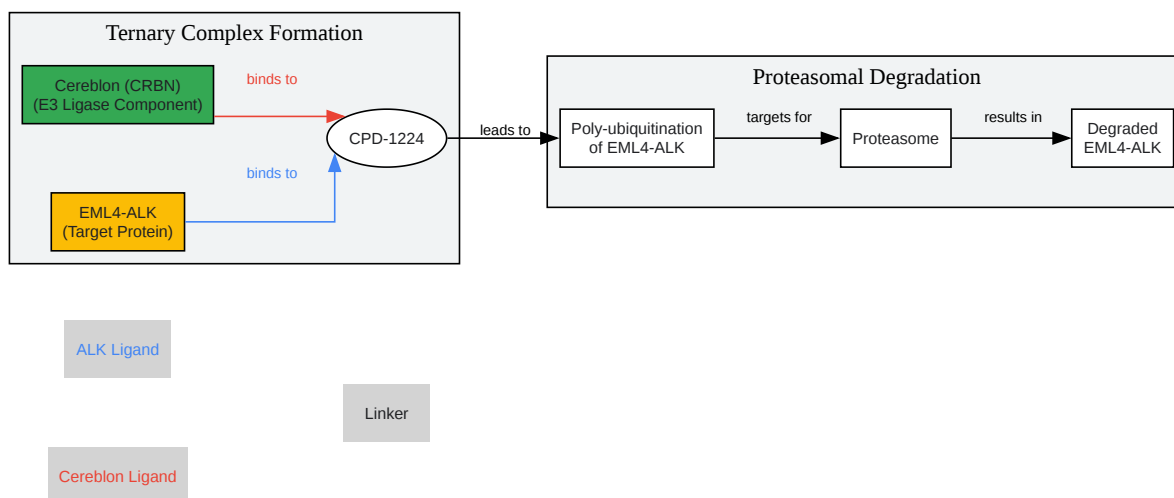 Ternary Complex Formation
Cereblon (CRBN)
(E3 Ligase Component)
binds to
CPD-1224
binds to
EML4-ALK
(Target Protein)
leads to
Proteasomal Degradation
Poly-ubiquitination
of EML4-ALK
targets for
Proteasome
results in
Degraded
EML4-ALK
ALK Ligand
Linker
Cereblon Ligand